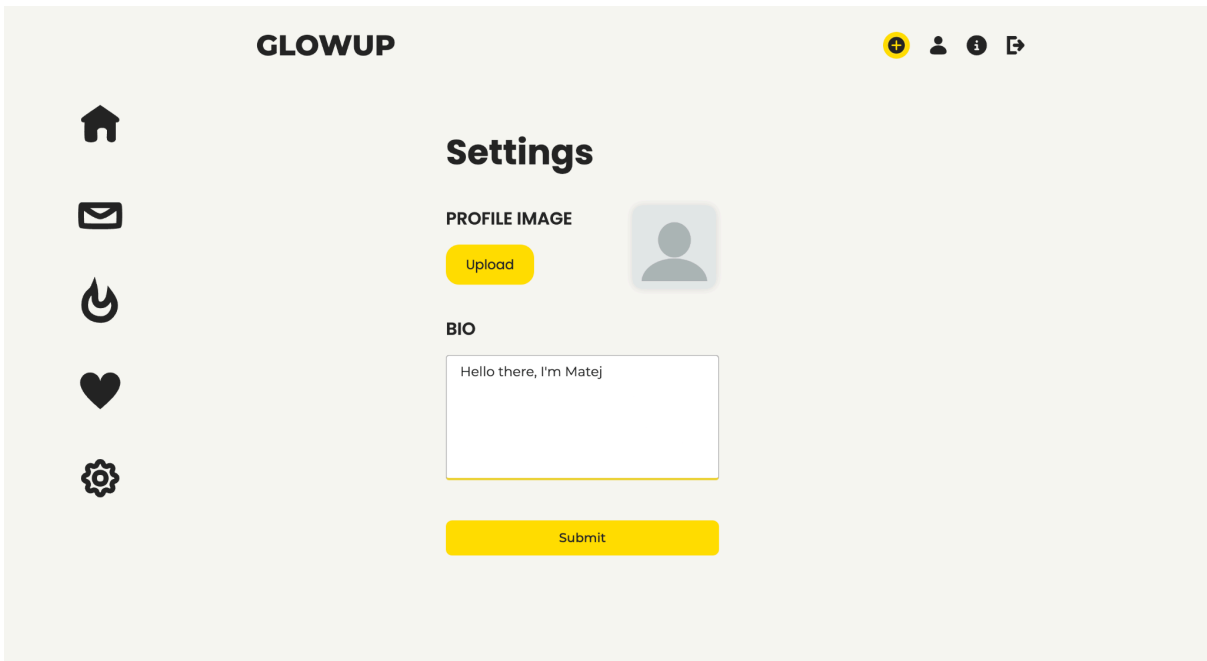 GLOWUP
Settings
PROFILE IMAGE
Upload
BIO
Hello there, I'm Matej
Submit